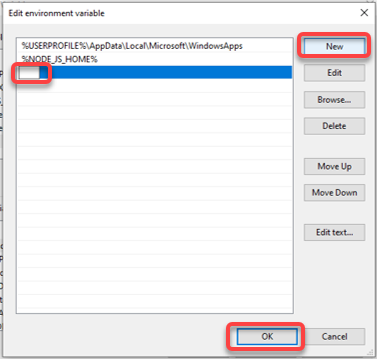 Edit environment variable
%USERPROFILE%\AppData\Local\Microsoft\WindowsApps
%NODE_JS_HOME%
New
Edit
Browse...
Delete
Move Up
Move Down
Edit text...
OK
Cancel